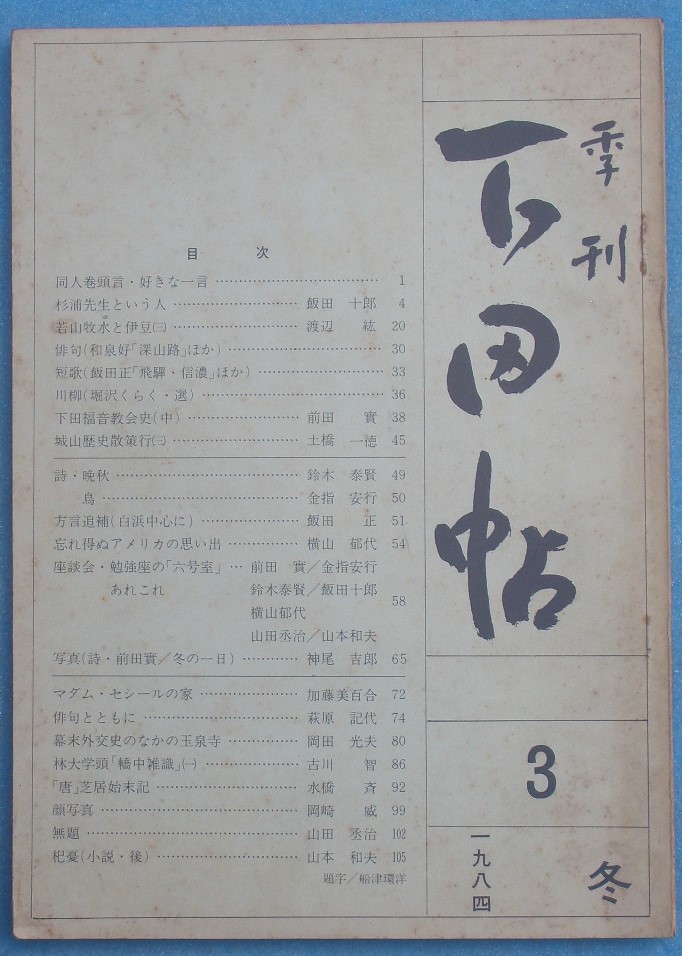 季刊
下田帖
3
冬
一九八四
目 次
同人巻頭言・好きな一言 …………………………… 1
杉浦先生という人 …………………… 飯田 十郎 4
若山牧水と伊豆㈢ …………………… 渡辺 紘 20
俳句(和泉好「深山路」ほか) …………………………… 30
短歌(飯田正「飛驒・信濃」ほか) …………………………… 33
川柳(堀沢くらく・選) …………………………… 36
下田福音教会史(中) …………………… 前田 實 38
城山歴史散策行㈢ …………………… 土橋 一徳 45
詩・晩秋 …………………… 鈴木 泰賢 49
鳥 …………………… 金指 安行 50
方言追補(白浜中心に) …………………… 飯田 正 51
忘れ得ぬアメリカの思い出 …………… 横山 郁代 54
座談会・勉強座の「六号室」 … 前田 實/金指安行
あれこれ 鈴木泰賢/飯田十郎 58
横山郁代
山田丞治/山本和夫
写真(詩・前田實/冬の一日) ………… 神尾 吉郎 65
マダム・セシールの家 ……………… 加藤美百合 72
俳句とともに …………………… 萩原 記代 74
幕末外交史のなかの玉泉寺 ………… 岡田 光夫 80
林大学頭「轎中雑識」㈠ …………… 古川 智 86
「唐」芝居始末記 …………………… 水橋 斉 92
顔写真 …………………… 岡崎 威 99
無題 …………………… 山田 丞治 102
杞憂(小説・後) …………………… 山本 和夫 105
題字/船津環洋